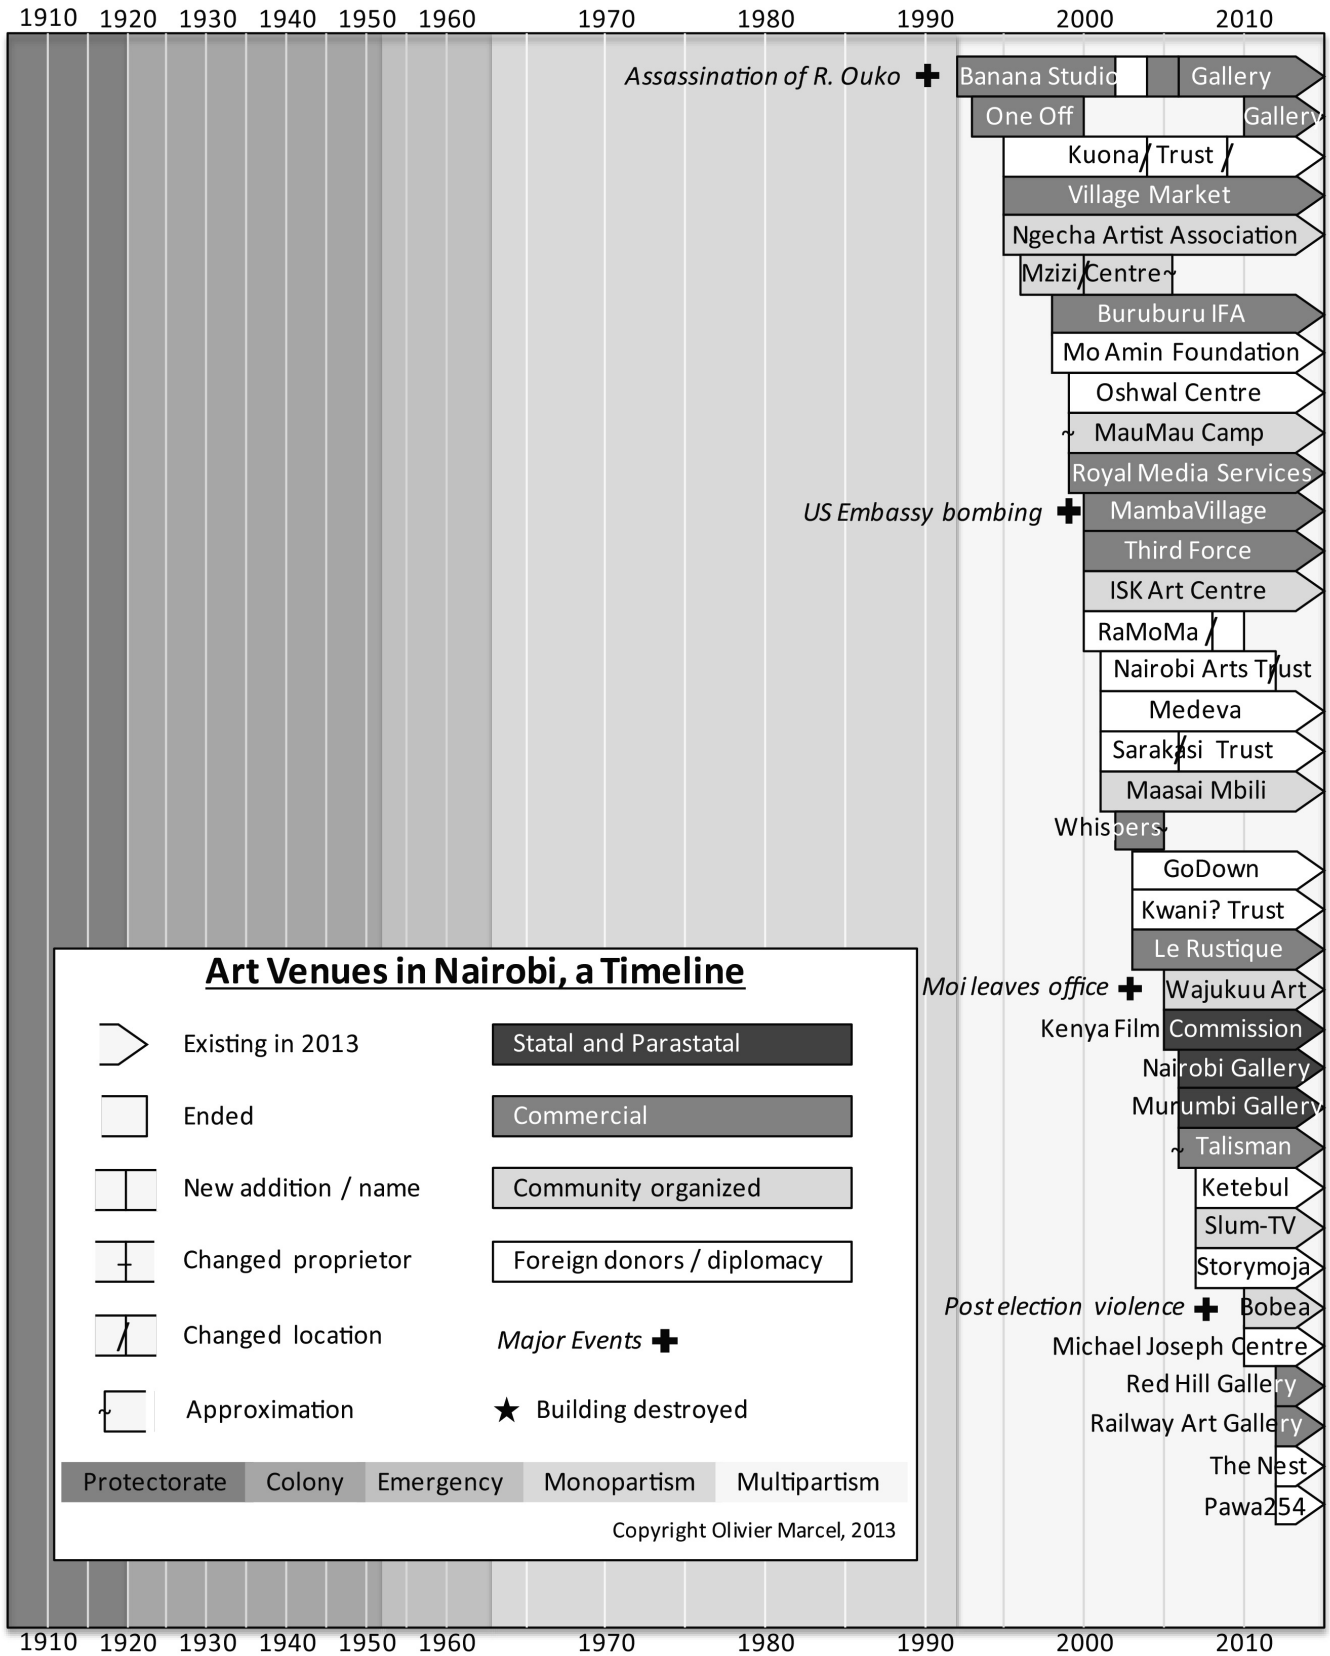 1910 1920 1930 1940 1950 1960 1970 1980 1990 2000 2010
Assassination of R. Ouko
Banana Studio Gallery
One Off Gallery
Kuona Trust
Village Market
Ngecha Artist Association
Mzizi Centre~
Buruburu IFA
Mo Amin Foundation
Oshwal Centre
~ MauMau Camp
Royal Media Services
US Embassy bombing
MambaVillage
Third Force
ISK Art Centre
RaMoMa
Nairobi Arts Trust
Medeva
Sarakasi Trust
Maasai Mbili
Whispers~
GoDown
Kwani? Trust
Le Rustique
Moi leaves office
Wajukuu Art
Kenya Film Commission
Nairobi Gallery
Murumbi Gallery
~ Talisman
Ketebul
Slum-TV
Storymoja
Post election violence
Bobea
Michael Joseph Centre
Red Hill Gallery
Railway Art Gallery
The Nest
Pawa254
Art Venues in Nairobi, a Timeline
Existing in 2013
Statal and Parastatal
Ended
Commercial
New addition / name
Community organized
Changed proprietor
Foreign donors / diplomacy
Changed location
Major Events
~ Approximation
Building destroyed
Protectorate Colony Emergency Monopartism Multipartism
Copyright Olivier Marcel, 2013
1910 1920 1930 1940 1950 1960 1970 1980 1990 2000 2010